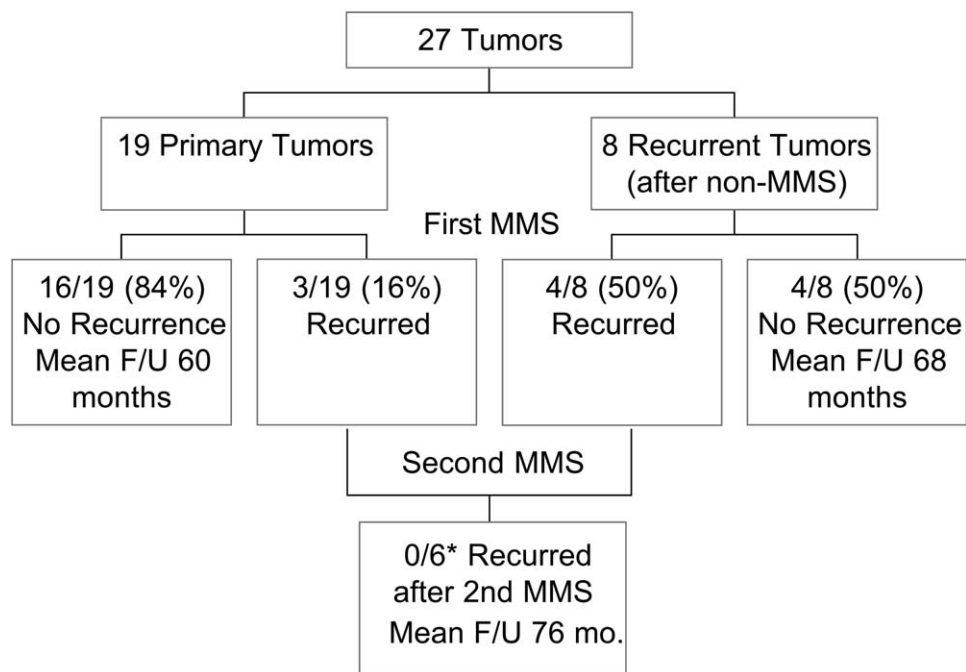 27 Tumors
19 Primary Tumors
8 Recurrent Tumors
(after non-MMS)
First MMS
16/19 (84%)
No Recurrence
Mean F/U 60
months
3/19 (16%)
Recurred
4/8 (50%)
Recurred
4/8 (50%)
No Recurrence
Mean F/U 68
months
Second MMS
0/6* Recurred
after 2nd MMS
Mean F/U 76 mo.